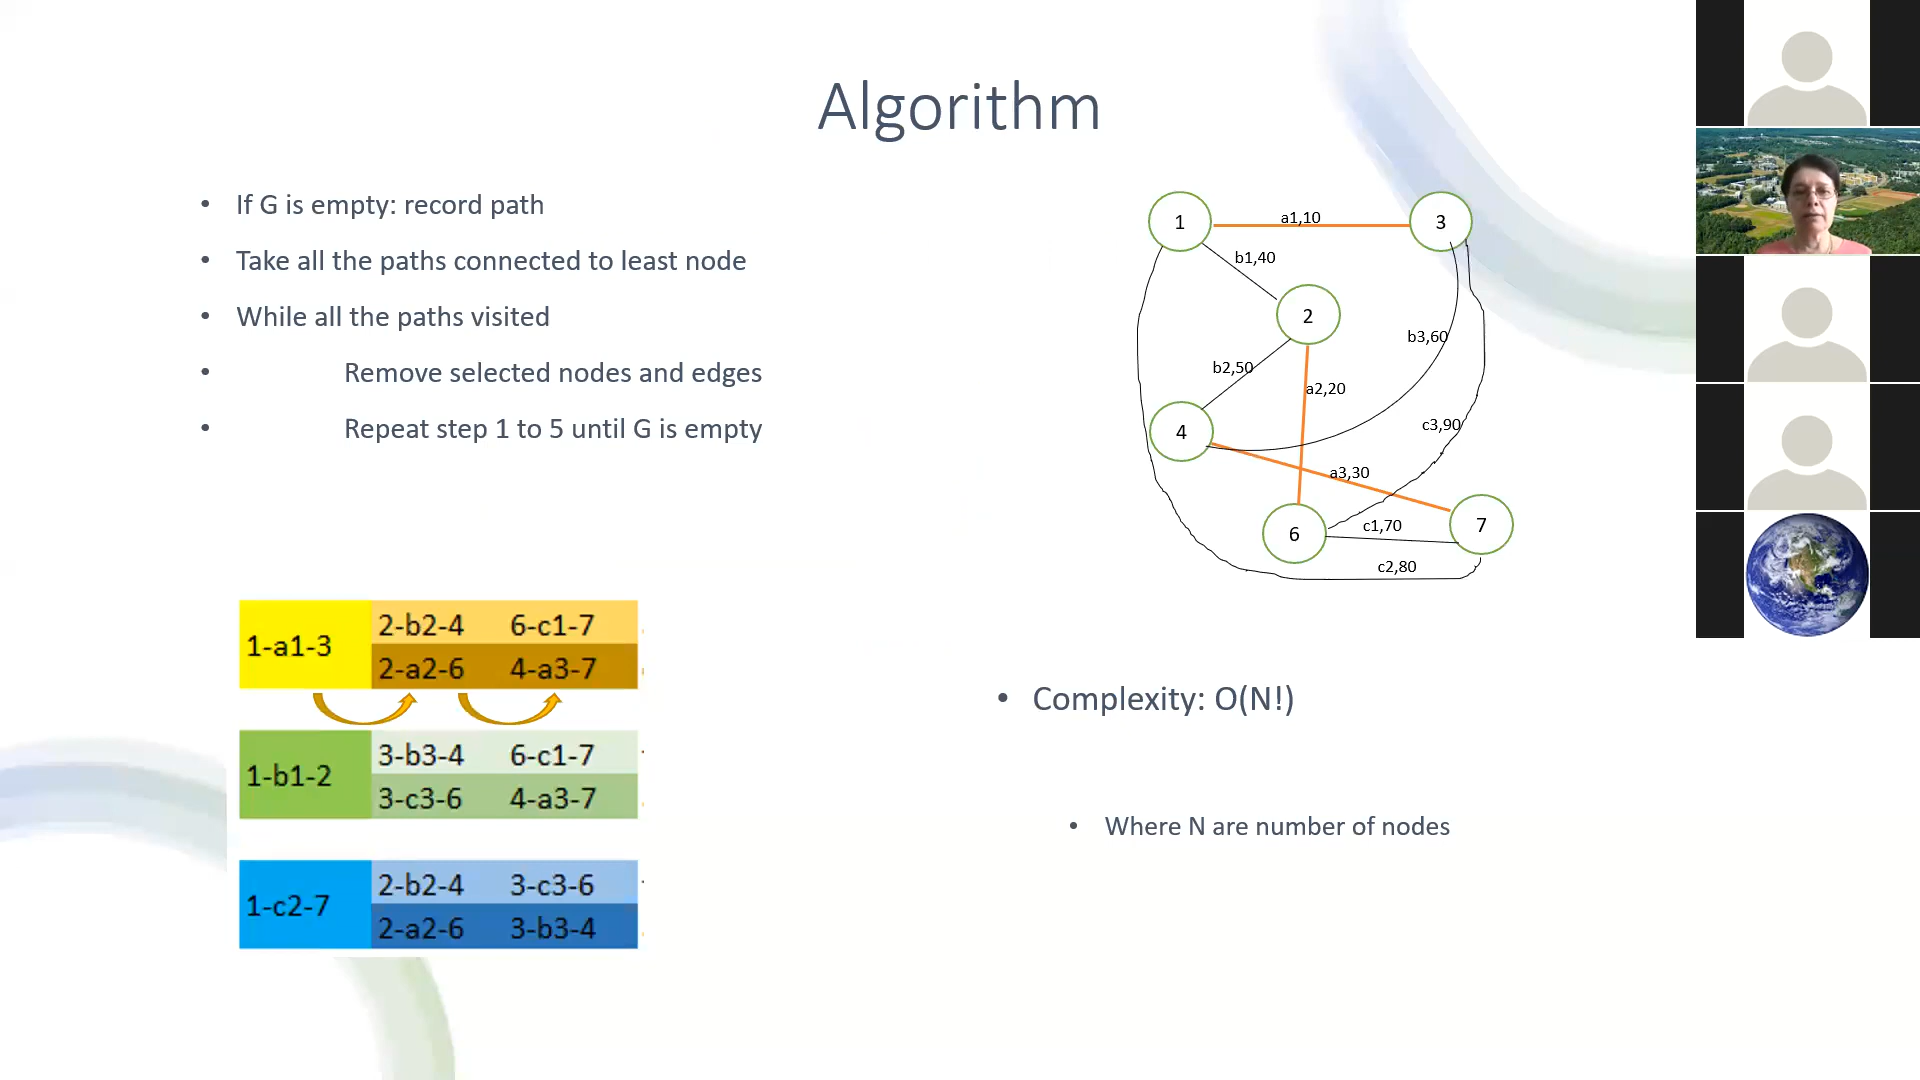 Algorithm
• If G is empty: record path
• Take all the paths connected to least node
• While all the paths visited
• Remove selected nodes and edges
• Repeat step 1 to 5 until G is empty
1
a1,10
3
b1,40
2
b3,60
b2,50
a2,20
4
c3,90
a3,30
6
c1,70
7
c2,80
1-a1-3
2-b2-4 6-c1-7
2-a2-6 4-a3-7
1-b1-2
3-b3-4 6-c1-7
3-c3-6 4-a3-7
1-c2-7
2-b2-4 3-c3-6
2-a2-6 3-b3-4
• Complexity: O(N!)
• Where N are number of nodes